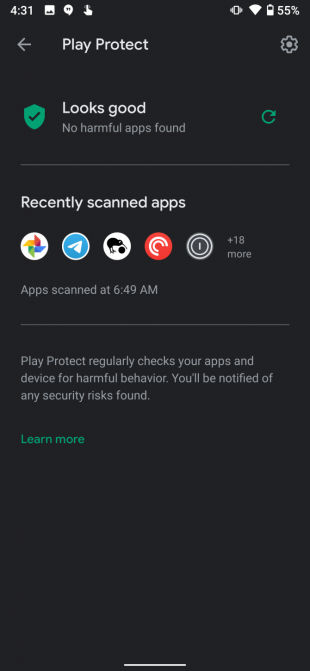 4:31
55%
Play Protect
Looks good
No harmful apps found
Recently scanned apps
+18
more
Apps scanned at 6:49 AM
Play Protect regularly checks your apps and
device for harmful behavior. You'll be notified of
any security risks found.
Learn more